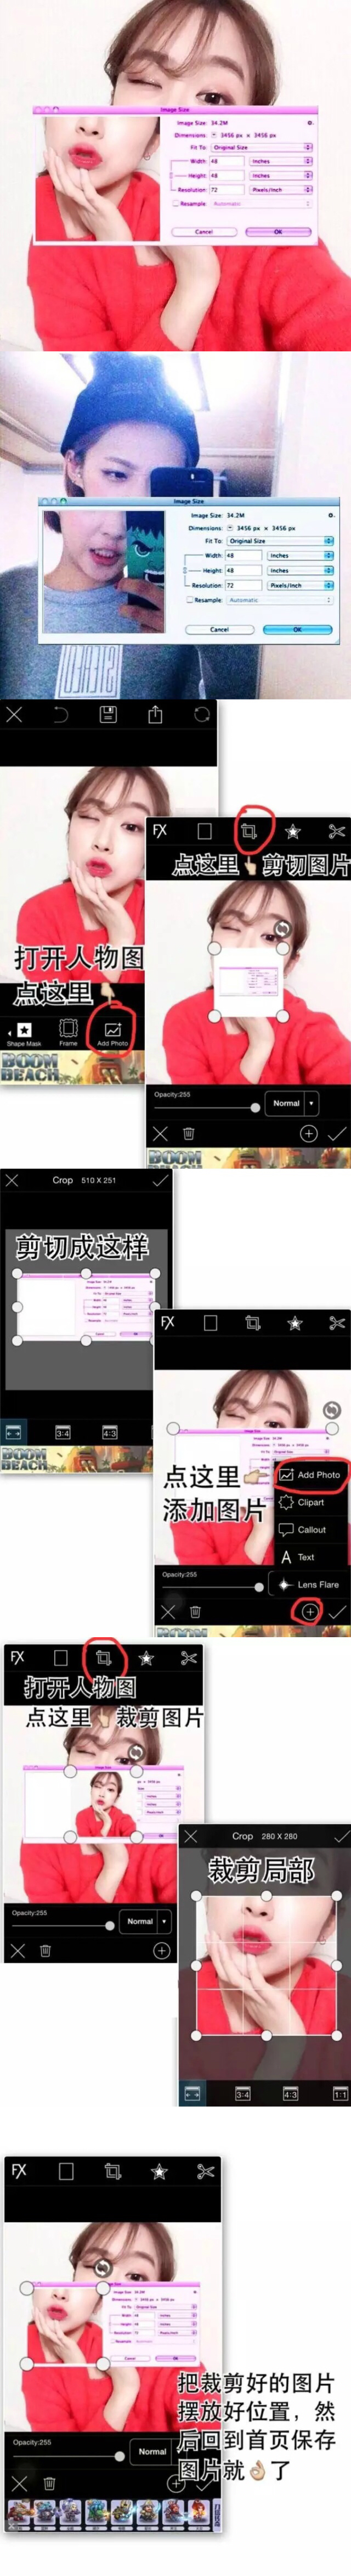 Image Size
Image Size: 34.2M
Dimensions: 3456 px × 3456 px
Fit To: Original Size
Width: 48 Inches
Height: 48 Inches
Resolution: 72 Pixels/Inch
Resample: Automatic
Cancel OK
Image Size
Image Size: 34.2M
Dimensions: 3456 px × 3456 px
Fit To: Original Size
Width: 48 Inches
Height: 48 Inches
Resolution: 72 Pixels/Inch
Resample: Automatic
Cancel OK
打开人物图
点这里
Shape Mask Frame Add Photo
BOOM
BEACH
FX
点这里👆剪切图片
Opacity:255
Normal
BOOM
Crop 510 X 251
剪切成这样
3:4 4:3
BOOM
BEACH
FX
点这里👉
添加图片
Add Photo
Clipart
Callout
Text
Lens Flare
Opacity:255
FX
打开人物图
点这里👆裁剪图片
Opacity:255
Normal
Crop 280 X 280
裁剪局部
3:4 4:3 1:1
FX
Image Size
把裁剪好的图片
摆放好位置，然
后回到首页保存
图片就👌了
Opacity:255
Normal